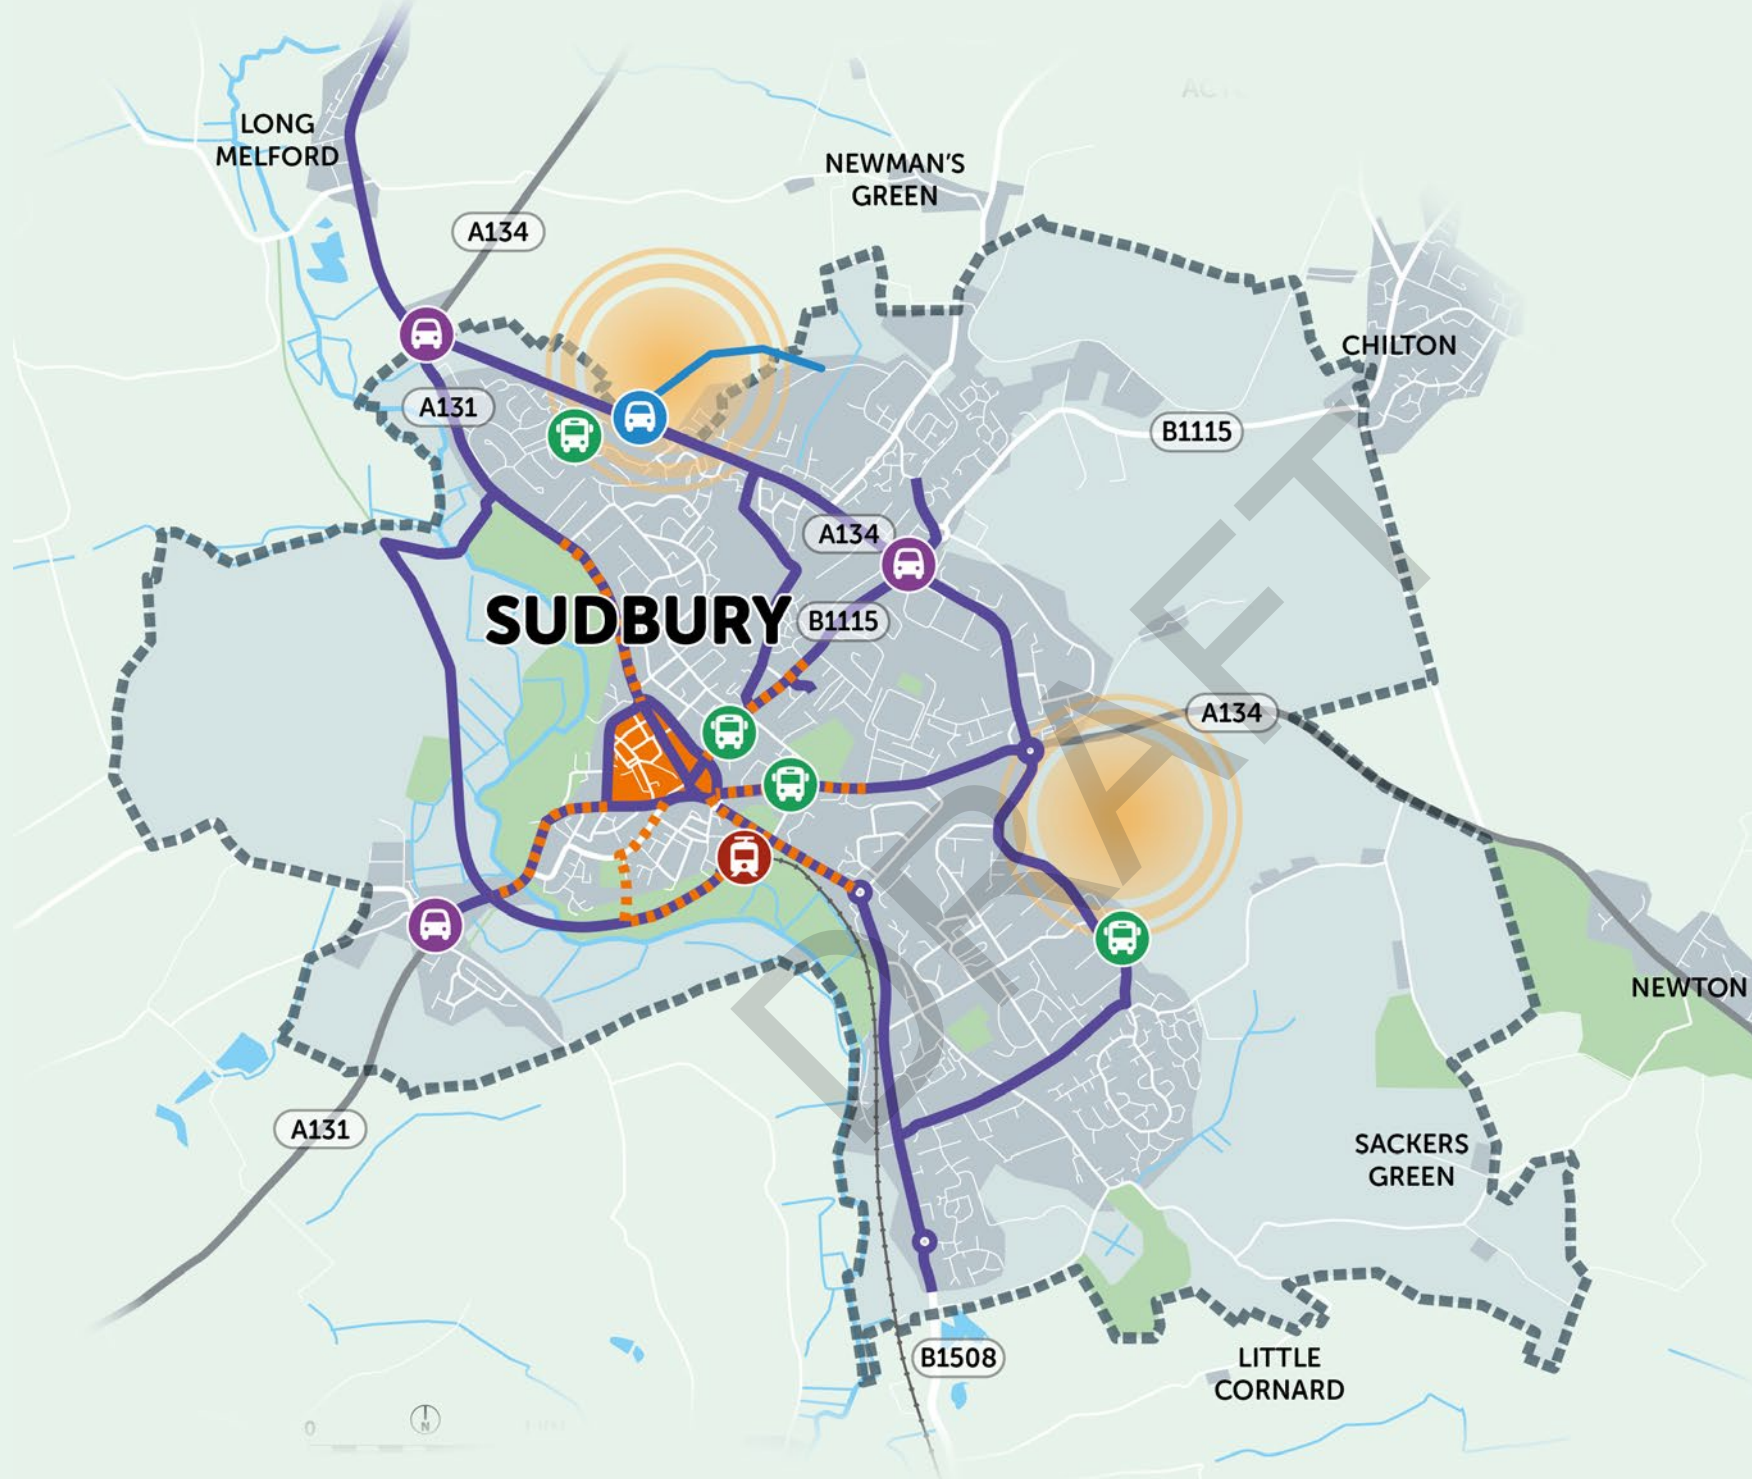 LONG
MELFORD
NEWMAN'S
GREEN
A134
CHILTON
A131
B1115
A134
SUDBURY
B1115
A134
DRAFT
NEWTON
A131
SACKERS
GREEN
B1508
LITTLE
CORNARD
0
N